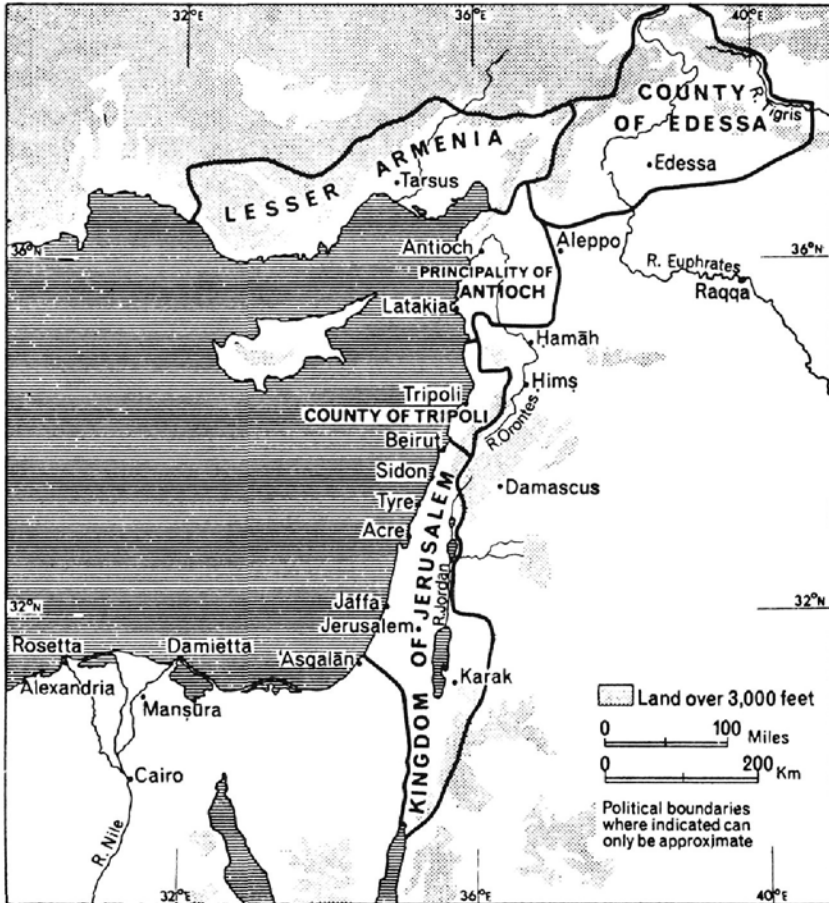 32°E
36°E
40°E
COUNTY
OF EDESSA
R. Tigris
Edessa
LESSER ARMENIA
Tarsus
36°N
36°N
Antioch
Aleppo
PRINCIPALITY OF
ANTIOCH
R. Euphrates
Raqqa
Latakia
Hamāh
Tripoli
Himṣ
COUNTY OF TRIPOLI
R. Orontes
Beirut
Sidon
Damascus
Tyre
Acre
KINGDOM OF JERUSALEM
R. Jordan
32°N
32°N
Jaffa
Jerusalem
Rosetta
Damietta
'Asqalān
Alexandria
Manṣūra
Karak
Cairo
R. Nile
Land over 3,000 feet
0 100 Miles
0 200 Km
Political boundaries
where indicated can
only be approximate
32°E
36°E
40°E